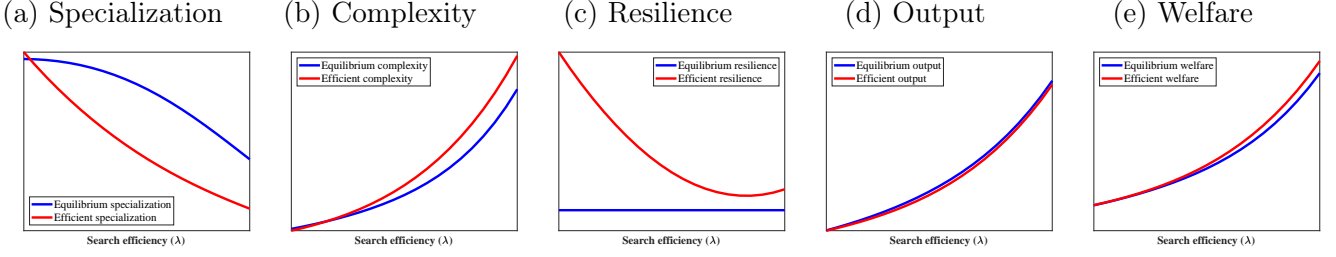 (a) Specialization
Equilibrium specialization
Efficient specialization
Search efficiency (λ)
(b) Complexity
Equilibrium complexity
Efficient complexity
Search efficiency (λ)
(c) Resilience
Equilibrium resilience
Efficient resilience
Search efficiency (λ)
(d) Output
Equilibrium output
Efficient output
Search efficiency (λ)
(e) Welfare
Equilibrium welfare
Efficient welfare
Search efficiency (λ)